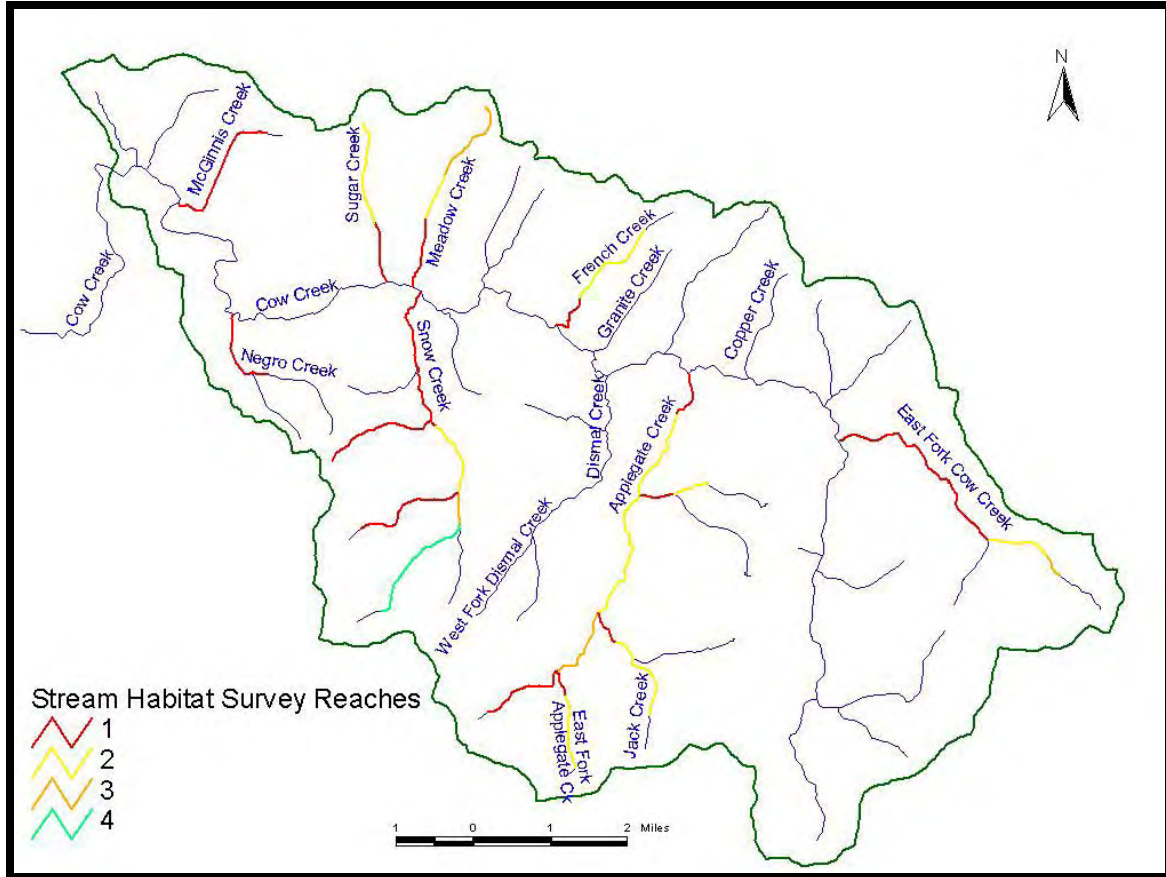 N
McGinnis Creek
Sugar Creek
Meadow Creek
Cow Creek
Cow Creek
French Creek
Granite Creek
Copper Creek
Snow Creek
Negro Creek
Dismal Creek
Applegate Creek
East Fork Cow Creek
West Fork Dismal Creek
Jack Creek
East Fork
Applegate Ck
Stream Habitat Survey Reaches
1
2
3
4
1 0 1 2 Miles